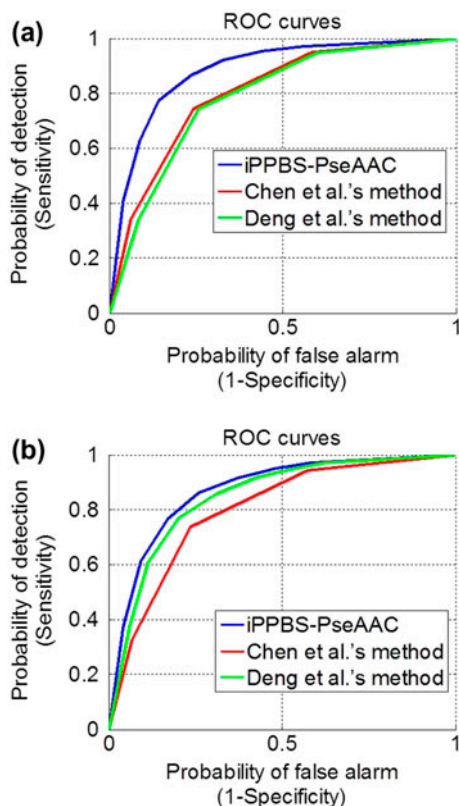 (a)
ROC curves
Probability of detection
(Sensitivity)
1
0.8
0.6
0.4
0.2
0
iPPBS-PseAAC
Chen et al.'s method
Deng et al.'s method
0
0.5
1
Probability of false alarm
(1-Specificity)
(b)
ROC curves
Probability of detection
(Sensitivity)
1
0.8
0.6
0.4
0.2
0
iPPBS-PseAAC
Chen et al.'s method
Deng et al.'s method
0
0.5
1
Probability of false alarm
(1-Specificity)